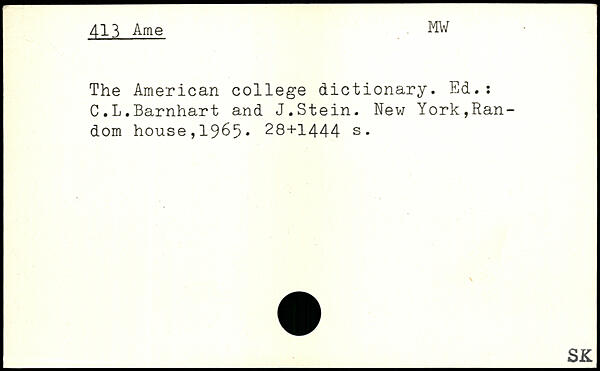 413 Ame MW
The American college dictionary. Ed.:
C.L.Barnhart and J.Stein. New York,Ran-
dom house,1965. 28+1444 s.
SK